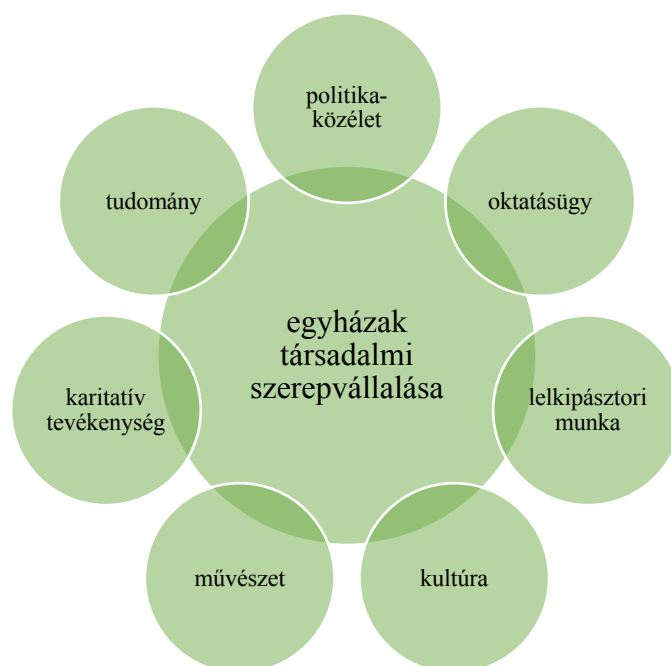 politika-
közélet
tudomány
oktatásügy
egyházak
társadalmi
szerepvállalása
karitatív
tevékenység
lelkipásztori
munka
művészet
kultúra